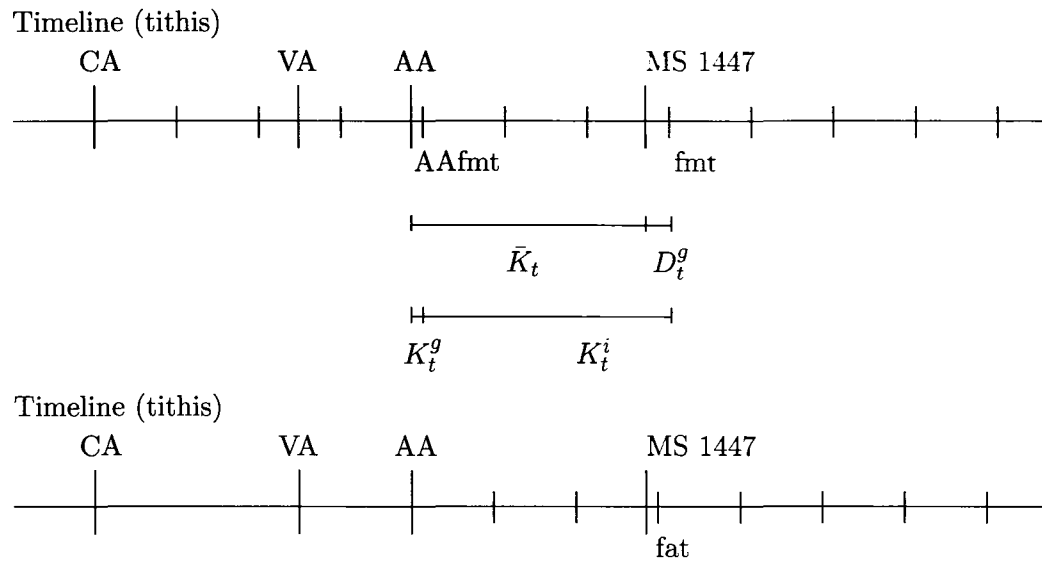 Timeline (tithis)
CA VA AA MS 1447
AAfmt fmt
K̄_t D_t^g
K_t^g K_t^i
Timeline (tithis)
CA VA AA MS 1447
fat